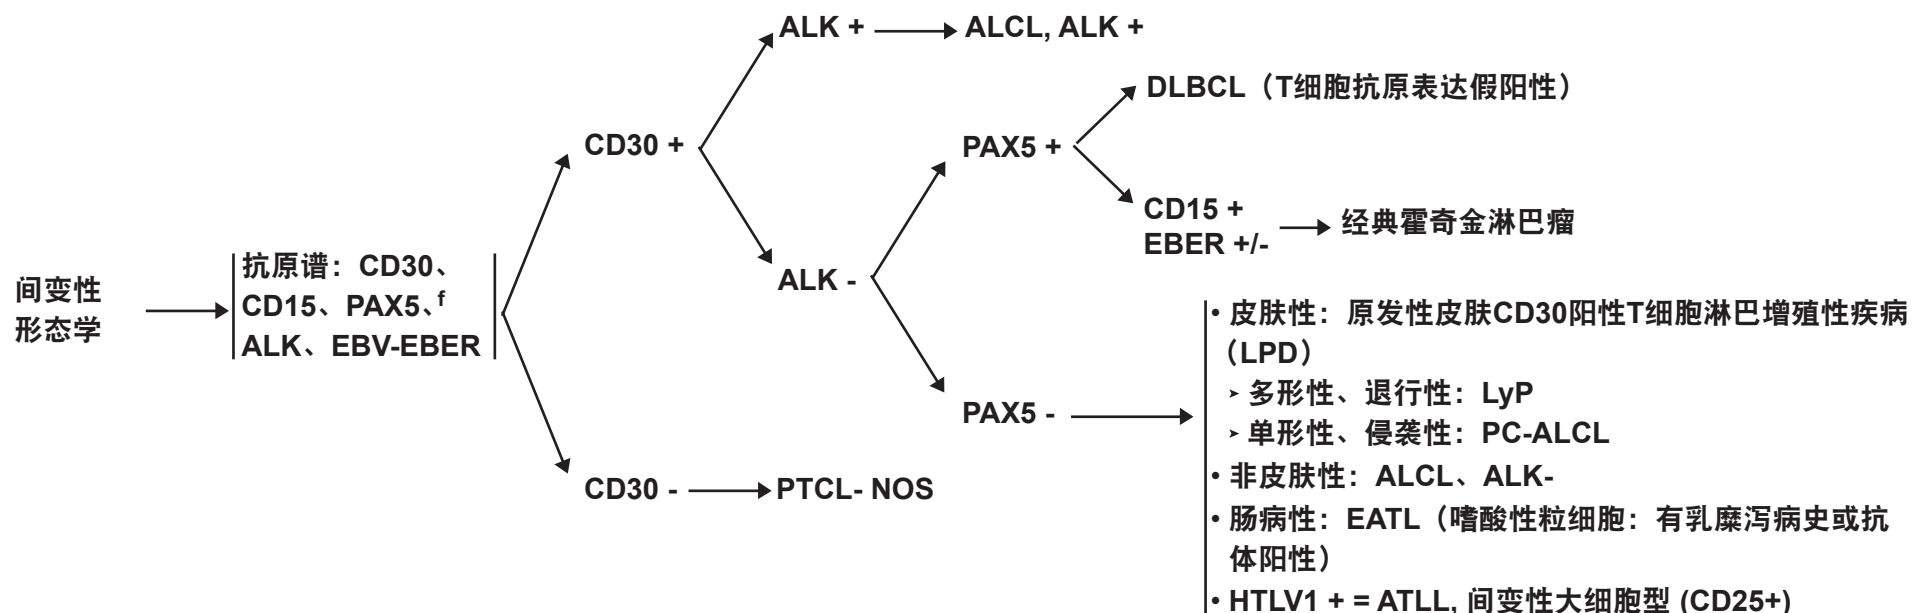 间变性
形态学
抗原谱：CD30、
CD15、PAX5、f
ALK、EBV-EBER
CD30 +
ALK +
ALCL, ALK +
ALK -
PAX5 +
DLBCL（T细胞抗原表达假阳性）
CD15 +
EBER +/-
经典霍奇金淋巴瘤
PAX5 -
• 皮肤性：原发性皮肤CD30阳性T细胞淋巴增殖性疾病
（LPD）
➢ 多形性、退行性：LyP
➢ 单形性、侵袭性：PC-ALCL
• 非皮肤性：ALCL、ALK-
• 肠病性：EATL（嗜酸性粒细胞：有乳糜泻病史或抗
体阳性）
• HTLV1 + = ATLL, 间变性大细胞型 (CD25+)
CD30 -
PTCL- NOS